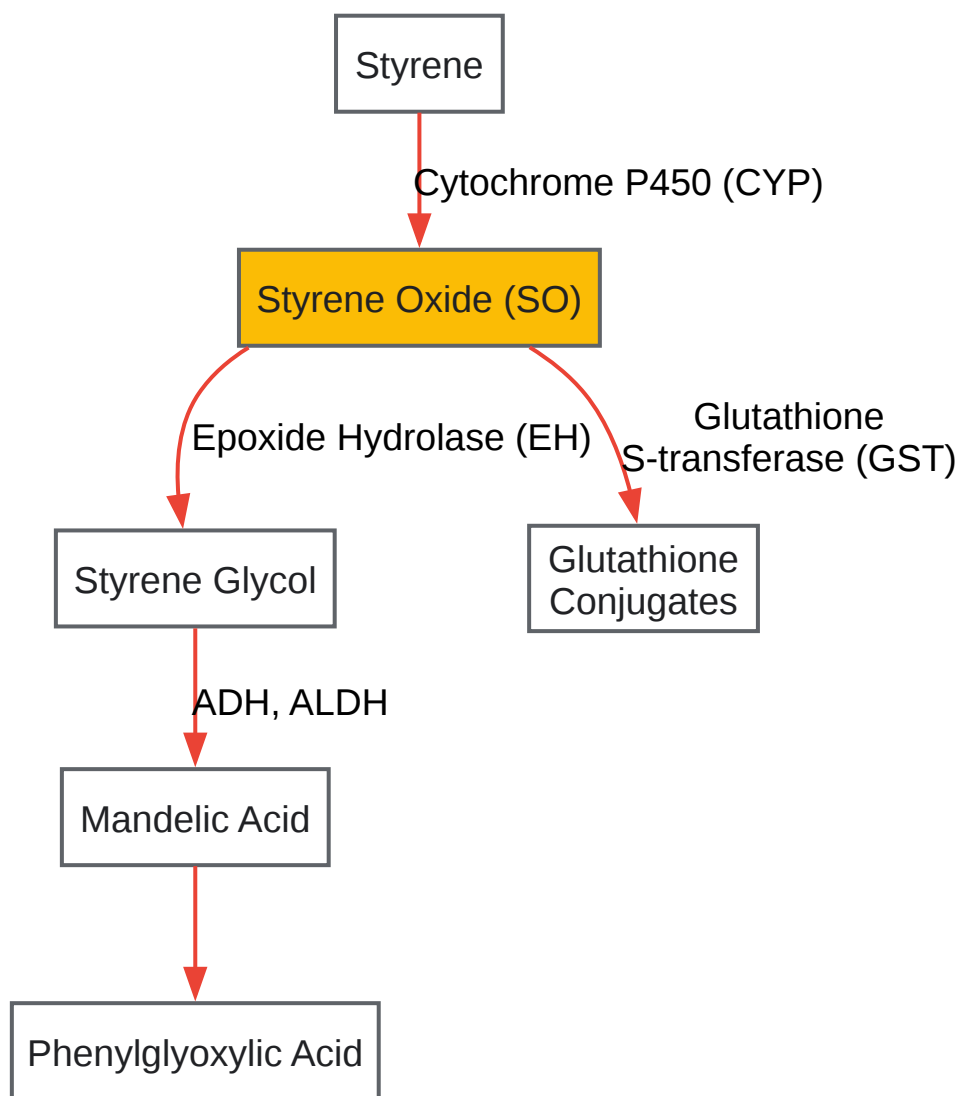 Styrene
Cytochrome P450 (CYP)
Styrene Oxide (SO)
Epoxide Hydrolase (EH)
Glutathione
S-transferase (GST)
Styrene Glycol
Glutathione
Conjugates
ADH, ALDH
Mandelic Acid
Phenylglyoxylic Acid